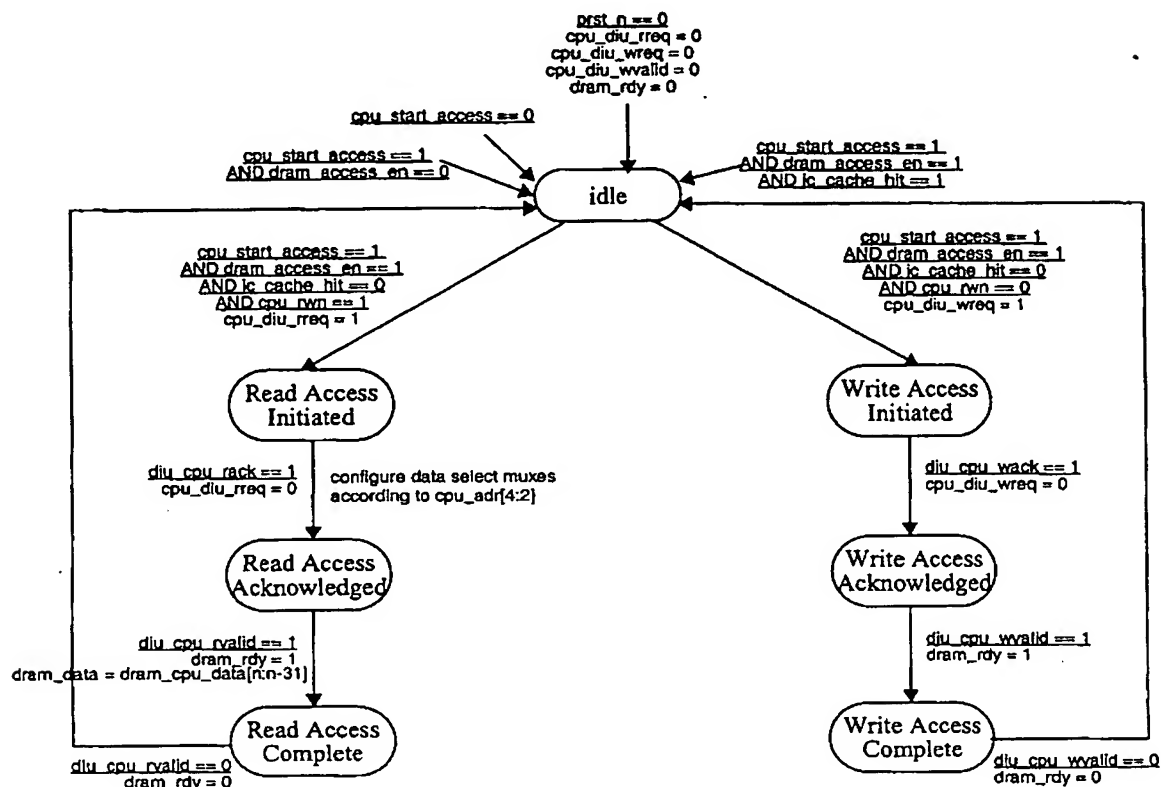 prst_n == 0
cpu_diu_rreq = 0
cpu_diu_wreq = 0
cpu_diu_wvalid = 0
dram_rdy = 0
cpu_start_access == 0
cpu_start_access == 1
AND dram_access_en == 0
cpu_start_access == 1
AND dram_access_en == 1
AND ic_cache_hit == 1
idle
cpu_start_access == 1
AND dram_access_en == 1
AND ic_cache_hit == 0
AND cpu_rwn == 1
cpu_diu_rreq = 1
cpu_start_access == 1
AND dram_access_en == 1
AND ic_cache_hit == 0
AND cpu_rwn == 0
cpu_diu_wreq = 1
Read Access
Initiated
Write Access
Initiated
diu_cpu_rack == 1
cpu_diu_rreq = 0
configure data select muxes
according to cpu_adr[4:2]
diu_cpu_wack == 1
cpu_diu_wreq = 0
Read Access
Acknowledged
Write Access
Acknowledged
diu_cpu_rvalid == 1
dram_rdy = 1
dram_data = dram_cpu_data[n:n-31]
diu_cpu_wvalid == 1
dram_rdy = 1
Read Access
Complete
Write Access
Complete
diu_cpu_rvalid == 0
dram_rdy = 0
diu_cpu_wvalid == 0
dram_rdy = 0